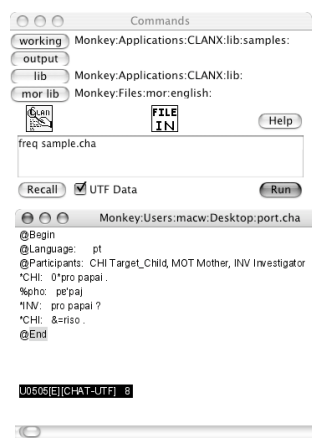 Commands
working Monkey:Applications:CLANX:lib:samples:
output
lib Monkey:Applications:CLANX:lib:
mor lib Monkey:Files:mor:english:
CLAN FILE IN Help
freq sample.cha
Recall UTF Data Run
Monkey:Users:macw:Desktop:port.cha
@Begin
@Language: pt
@Participants: CHI Target_Child, MOT Mother, INV Investigator
*CHI: 0*pro papai .
%pho: pɐ'paj
*INV: pro papai ?
*CHI: &=riso .
@End
U0505[E][CHAT-UTF] 8